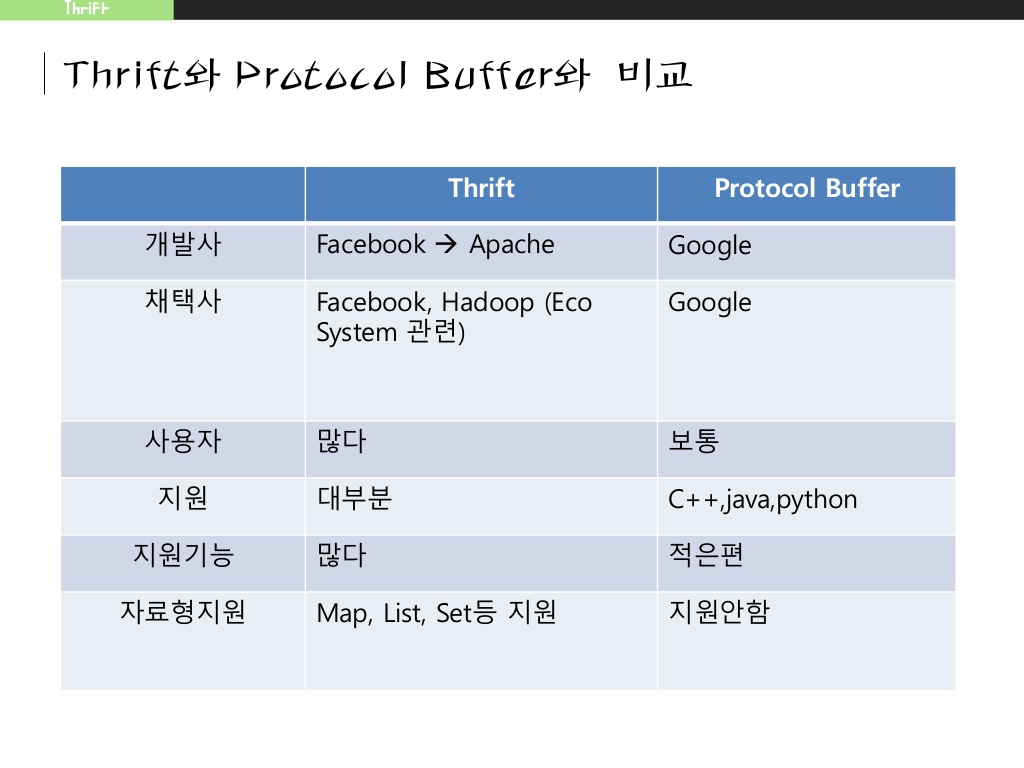 Thrift
Thrift와 Protocol Buffer와 비교
Thrift Protocol Buffer
개발사 Facebook → Apache Google
채택사 Facebook, Hadoop (Eco Google
System 관련)
사용자 많다 보통
지원 대부분 C++,java,python
지원기능 많다 적은편
자료형지원 Map, List, Set등 지원 지원안함